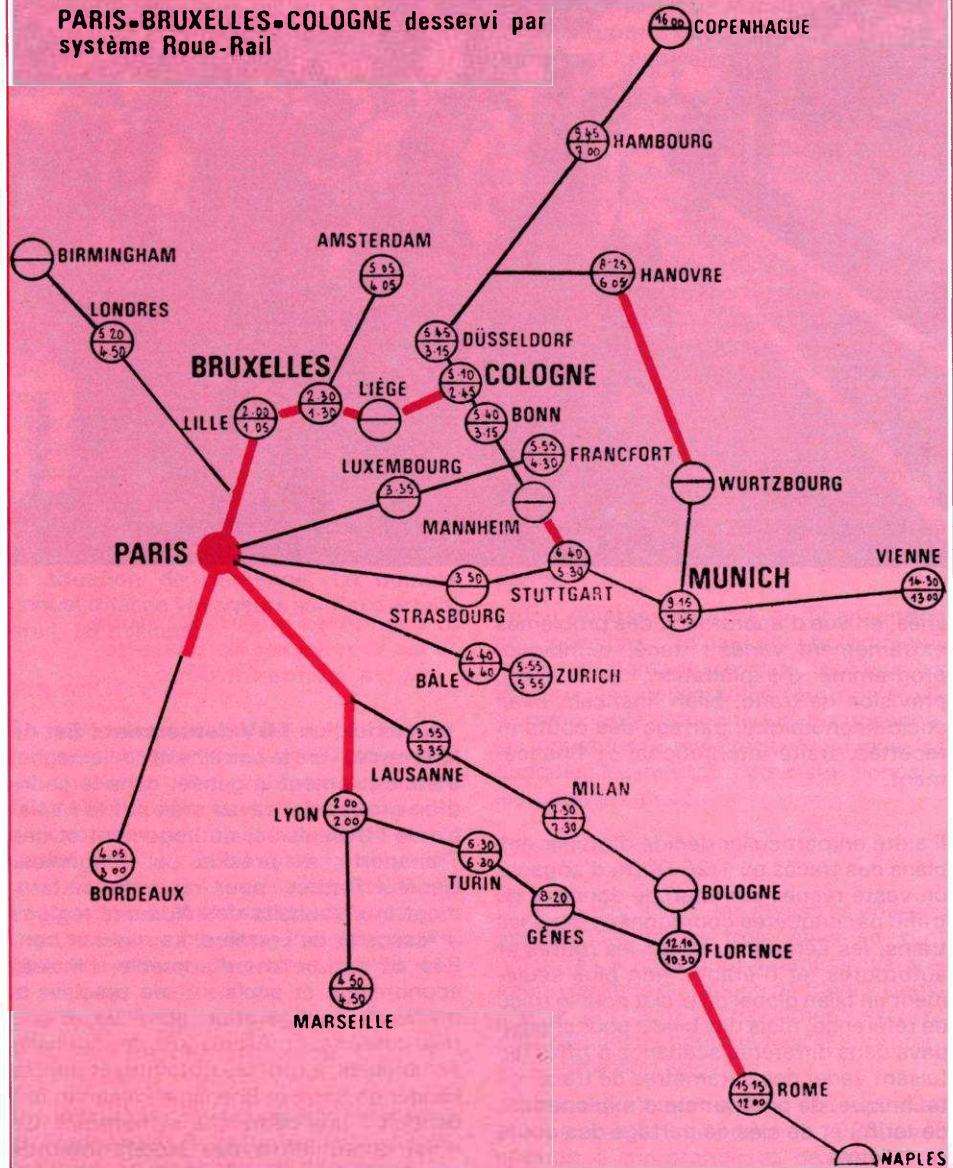 PARIS-BRUXELLES-COLOGNE desservi par
système Roue-Rail
16 00
COPENHAGUE
9 45
7 00
HAMBOURG
BIRMINGHAM
AMSTERDAM
5 05
4 05
8-25
6 05
HANOVRE
LONDRES
5 20
4.50
5 45
3.15
DÜSSELDORF
BRUXELLES
2.30
1.30
LIÈGE
5.10
2.45
COLOGNE
LILLE
2.00
1 05
5 40
3.15
BONN
LUXEMBOURG
3.55
5.55
4.30
FRANCFORT
WURTZBOURG
MANNHEIM
PARIS
6 40
5 30
STUTTGART
3 50
STRASBOURG
MUNICH
9 15
7 45
VIENNE
14.30
13 00
BÂLE
4.40
4 40
5.55
5 55
ZURICH
3 55
3 35
LAUSANNE
MILAN
7.30
7 30
LYON
2 00
2 00
6.30
6.30
TURIN
4 05
3 00
BORDEAUX
8-20
GÊNES
BOLOGNE
12.10
10.30
FLORENCE
4 50
4 50
MARSEILLE
15 15
12 00
ROME
NAPLES